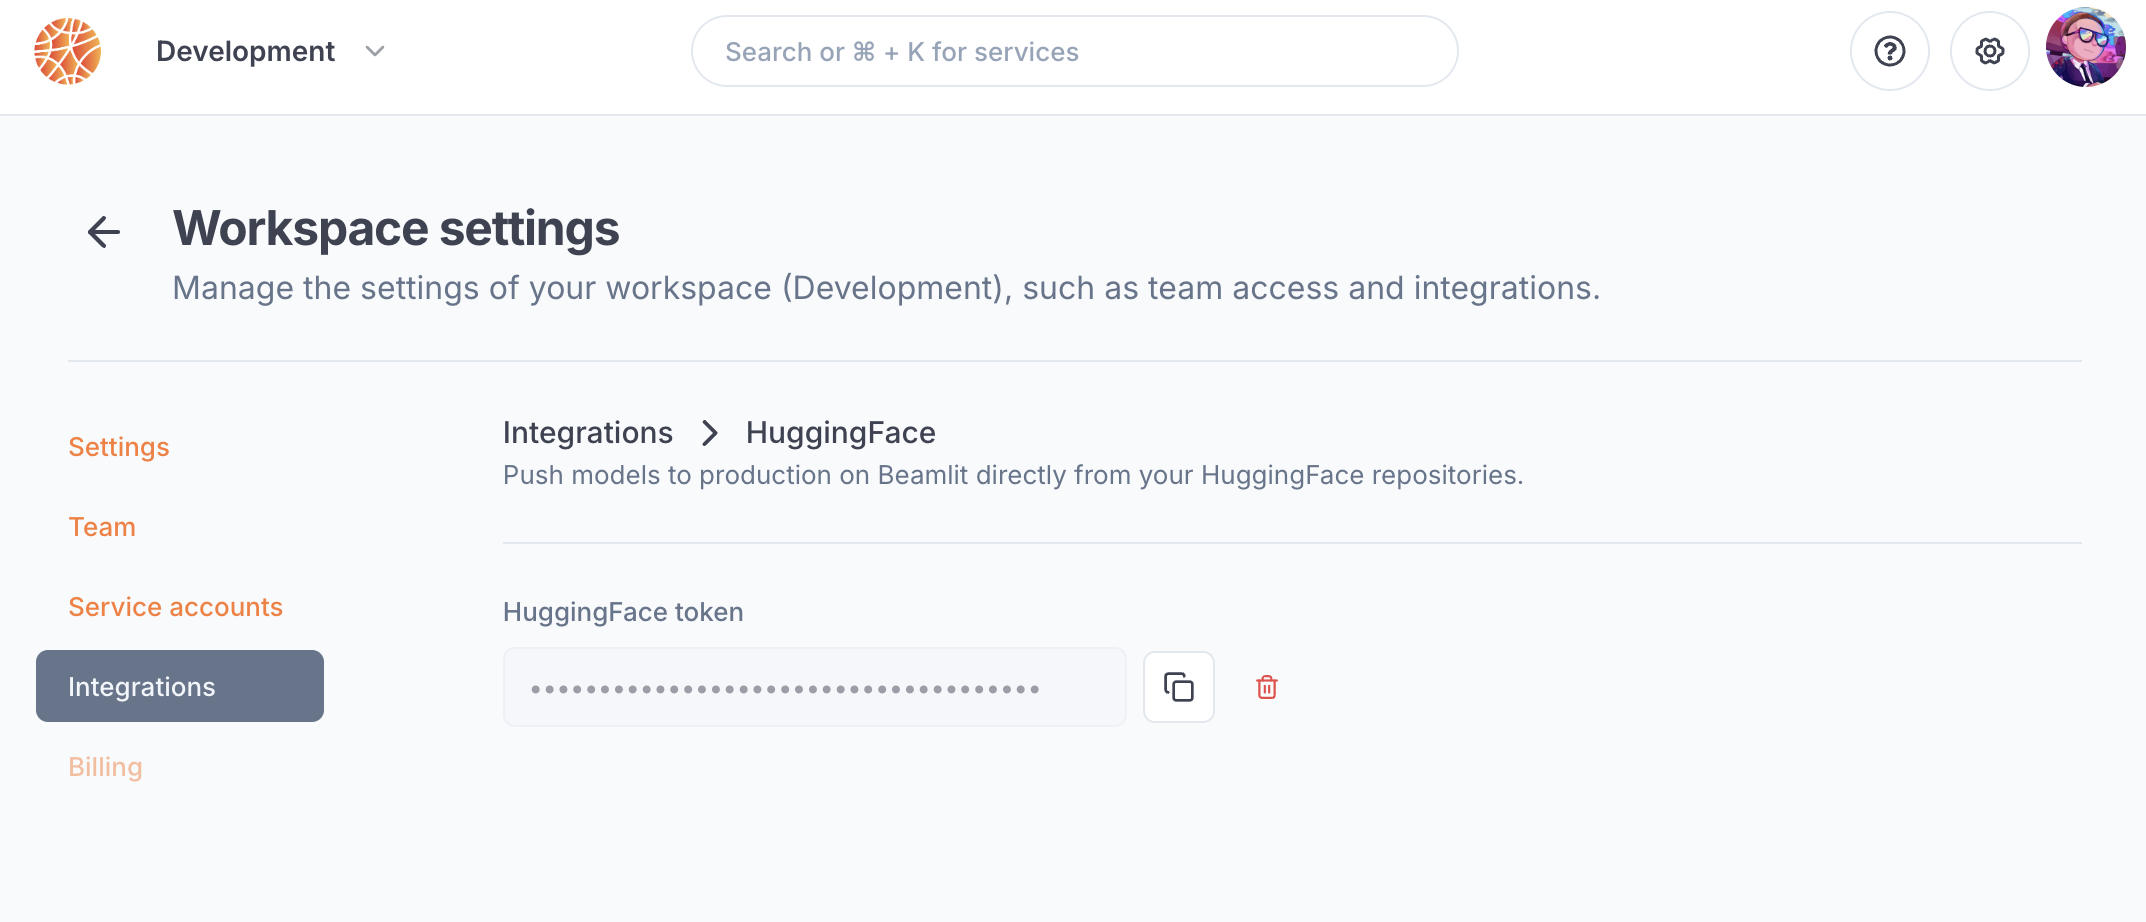 Development
Search or ⌘ + K for services
Workspace settings
Manage the settings of your workspace (Development), such as team access and integrations.
Settings
Team
Service accounts
Integrations
Billing
Integrations > HuggingFace
Push models to production on Beamlit directly from your HuggingFace repositories.
HuggingFace token
•••••••••••••••••••••••••••••••••••••